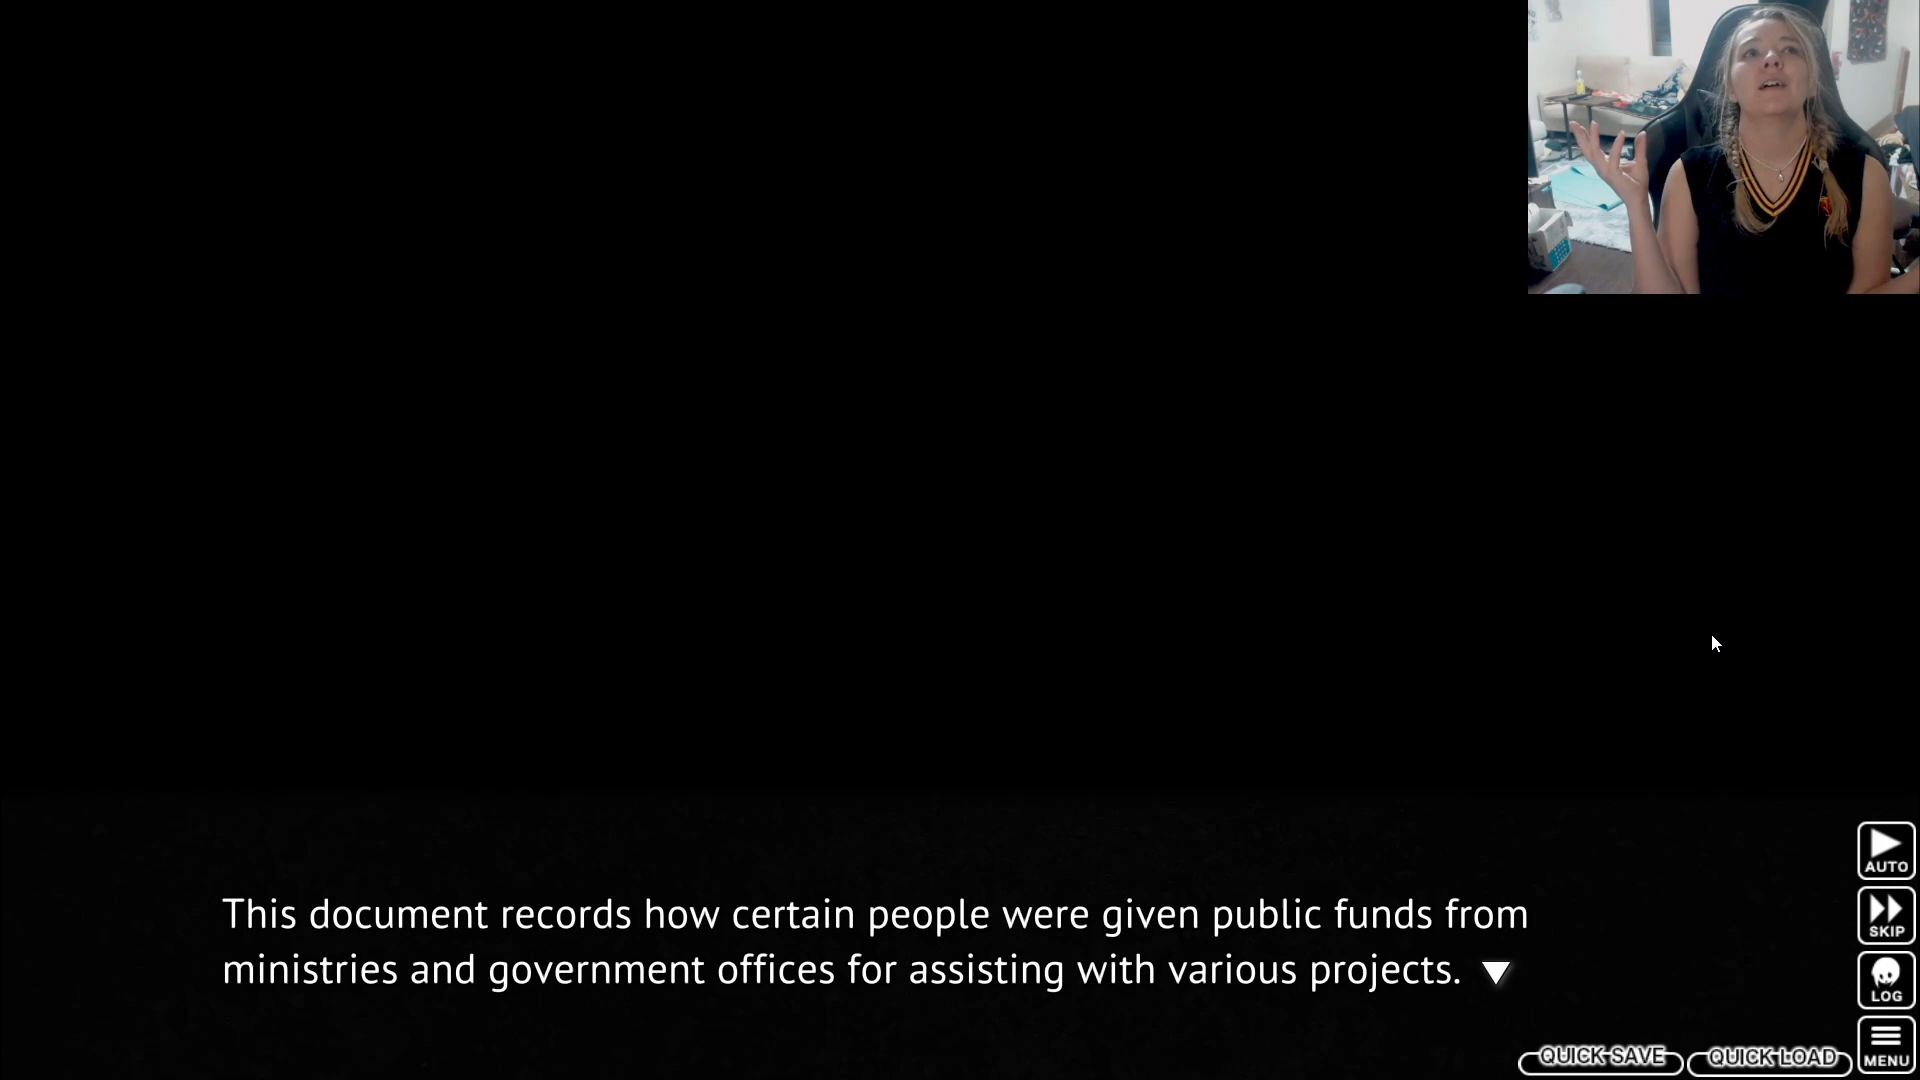 This document records how certain people were given public funds from
ministries and government offices for assisting with various projects.
AUTO
SKIP
LOG
MENU
QUICK SAVE
QUICK LOAD